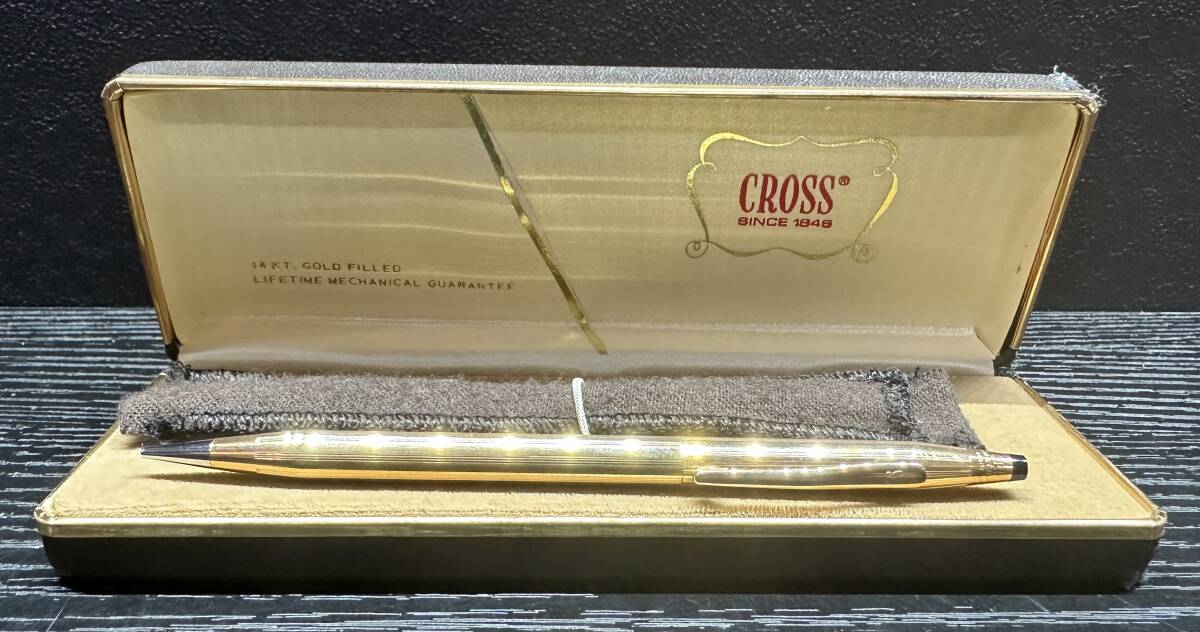 CROSS®
SINCE 1846
14 KT. GOLD FILLED
LIFETIME MECHANICAL GUARANTEE